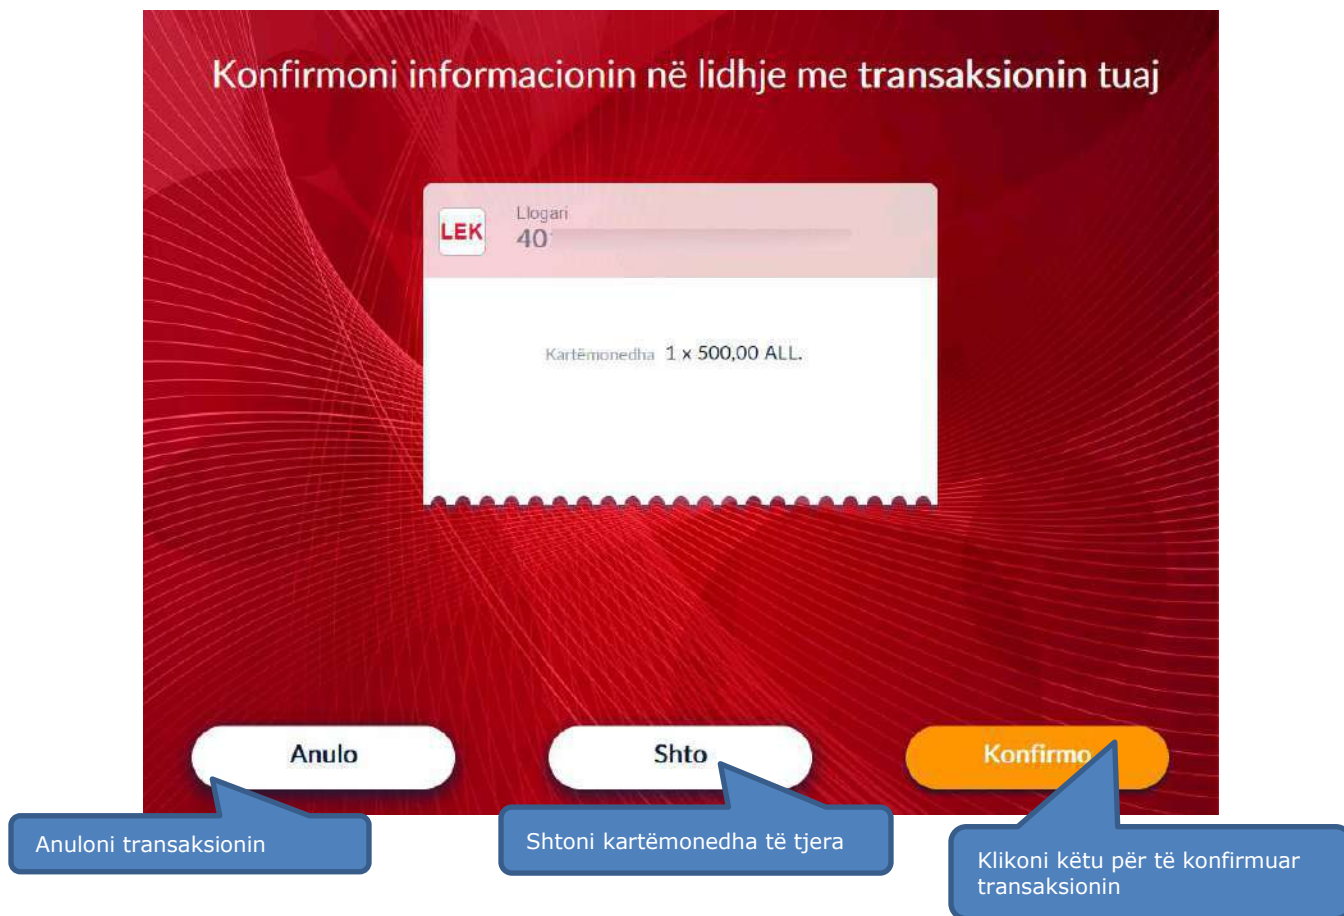 Konfirmoni informacionin në lidhje me transaksionin tuaj
LEK
Llogari
40
Kartëmonedha 1 x 500,00 ALL.
Anulo
Shto
Konfirmo
Anuloni transaksionin
Shtoni kartëmonedha të tjera
Klikoni këtu për të konfirmuar
transaksionin